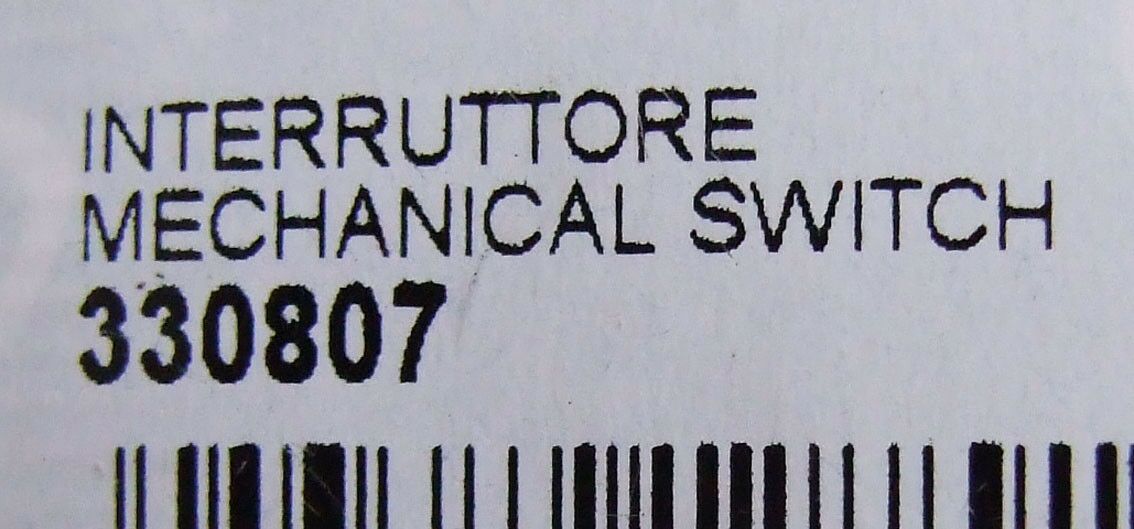 INTERRUTTORE
MECHANICAL SWITCH
330807